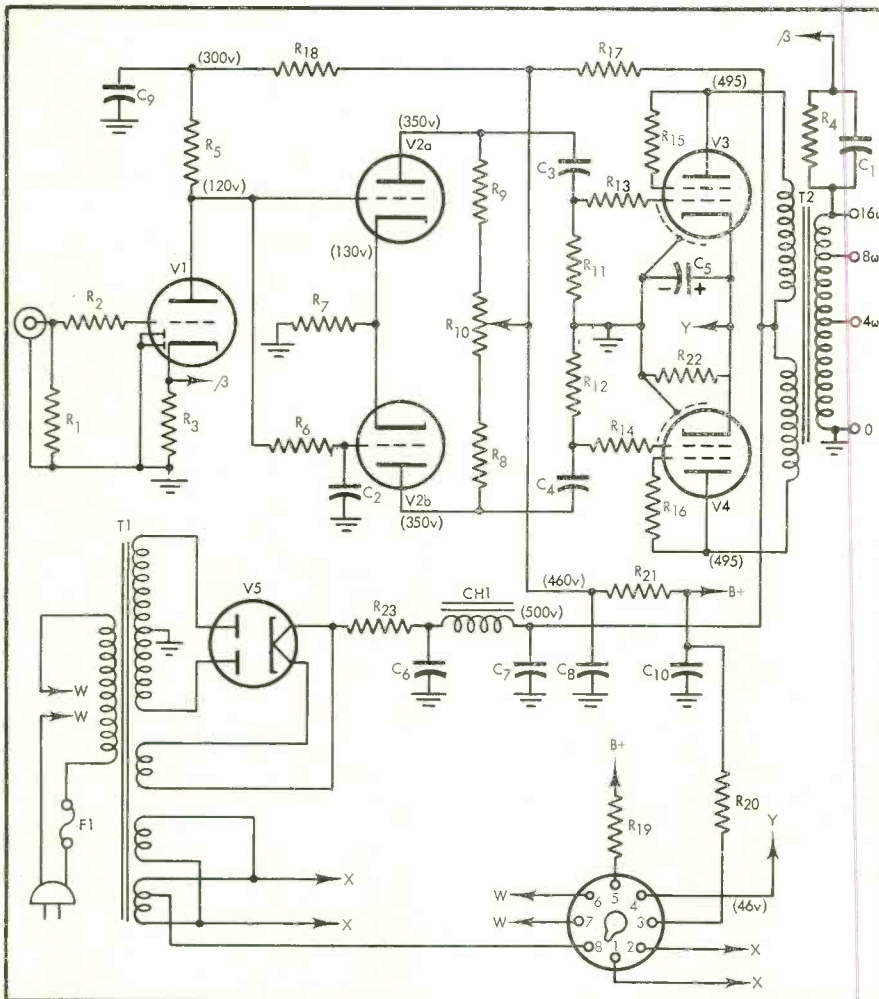 /3
(300v)
R18
R17
(495)
C9
R15
V3
R4
C1
R5
(350v)
V2a
C3
R9
R13
T2
16ω
(120v)
(130v)
8ω
V1
R11
C5
- +
R2
R7
R10
Y
4ω
R12
R22
/3
R6
R14
R1
R3
R8
0
C2
C4
V4
V2b
R16
(350v)
(495)
T1
V5
(460v)
R21
B+
CH1
R23
(500v)
W
C6
C7
C8
C10
W
B+
F1
R19
R20
Y
X
W
6 5 4
(46v)
X
W
7 3
8 1 2
X
X